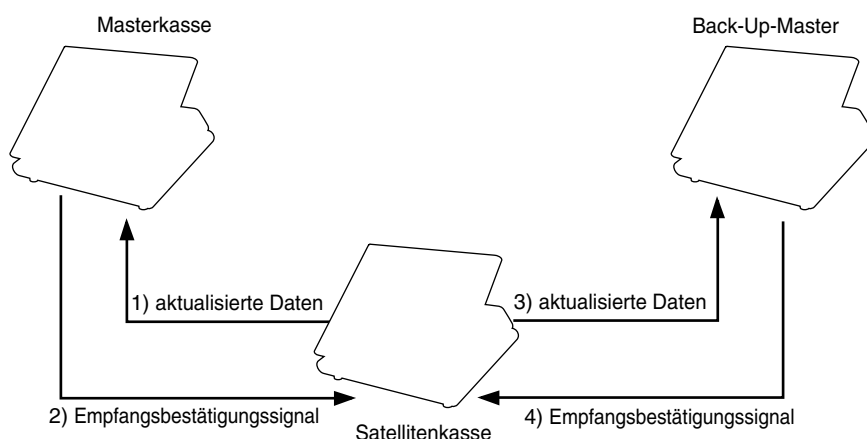 Masterkasse
Back-Up-Master
1) aktualisierte Daten
3) aktualisierte Daten
2) Empfangsbestätigungssignal
4) Empfangsbestätigungssignal
Satellitenkasse